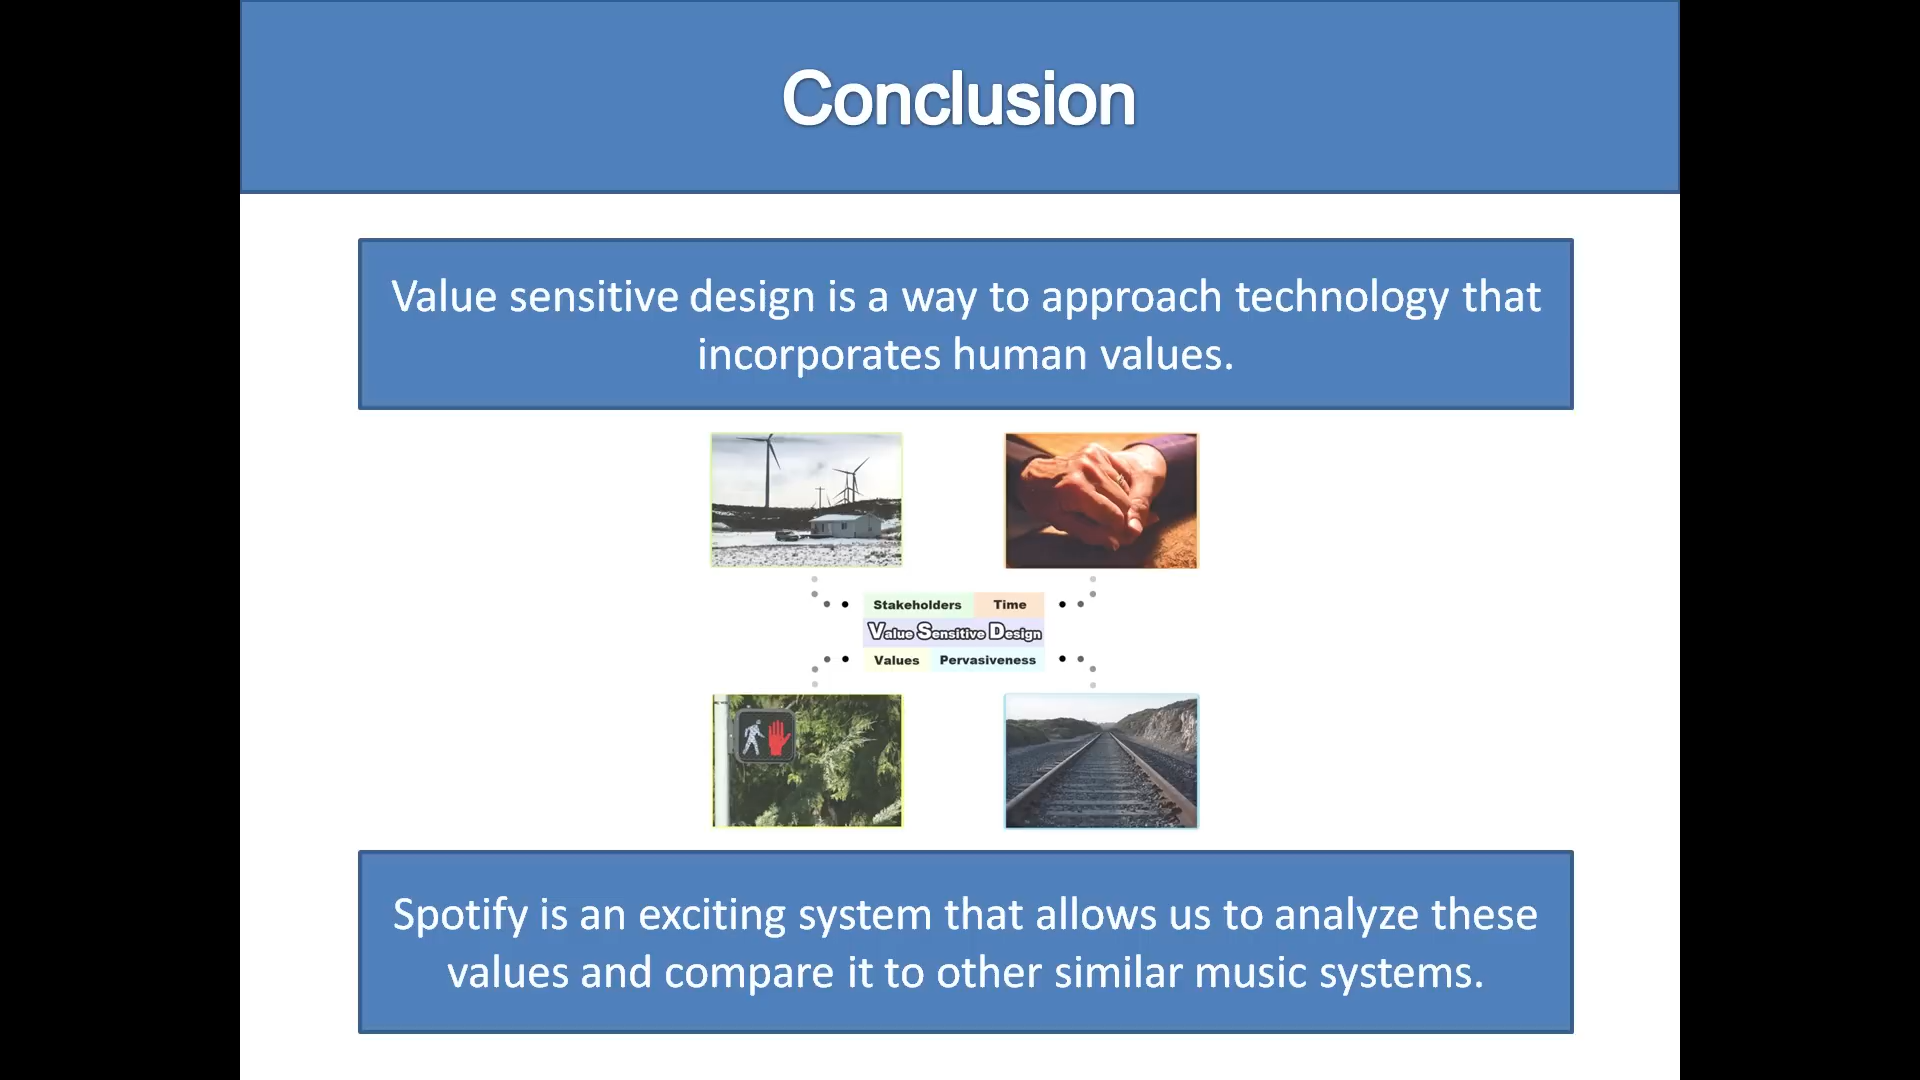 Conclusion
Value sensitive design is a way to approach technology that
incorporates human values.
Stakeholders Time
Value Sensitive Design
Values Pervasiveness
Spotify is an exciting system that allows us to analyze these
values and compare it to other similar music systems.